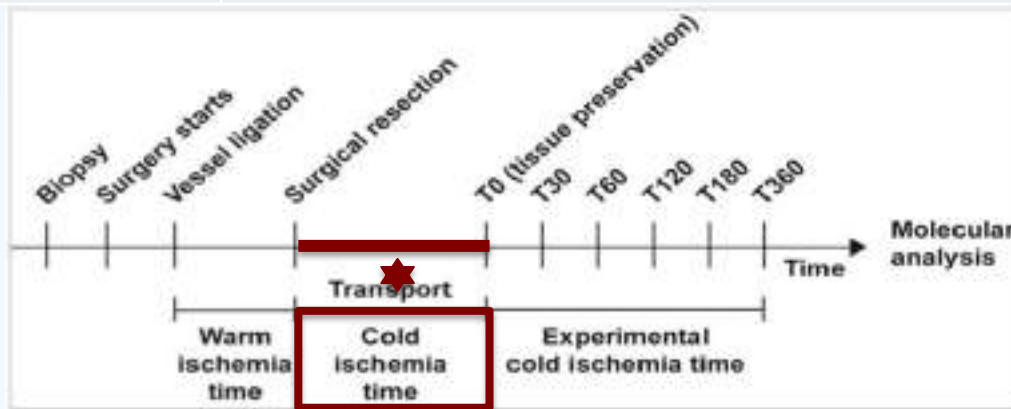 Biopsy
Surgery starts
Vessel ligation
Surgical resection
T0 (tissue preservation)
T30
T60
T120
T180
T360
Molecular
analysis
Time
Transport
Warm
ischemia
time
Cold
ischemia
time
Experimental
cold ischemia time